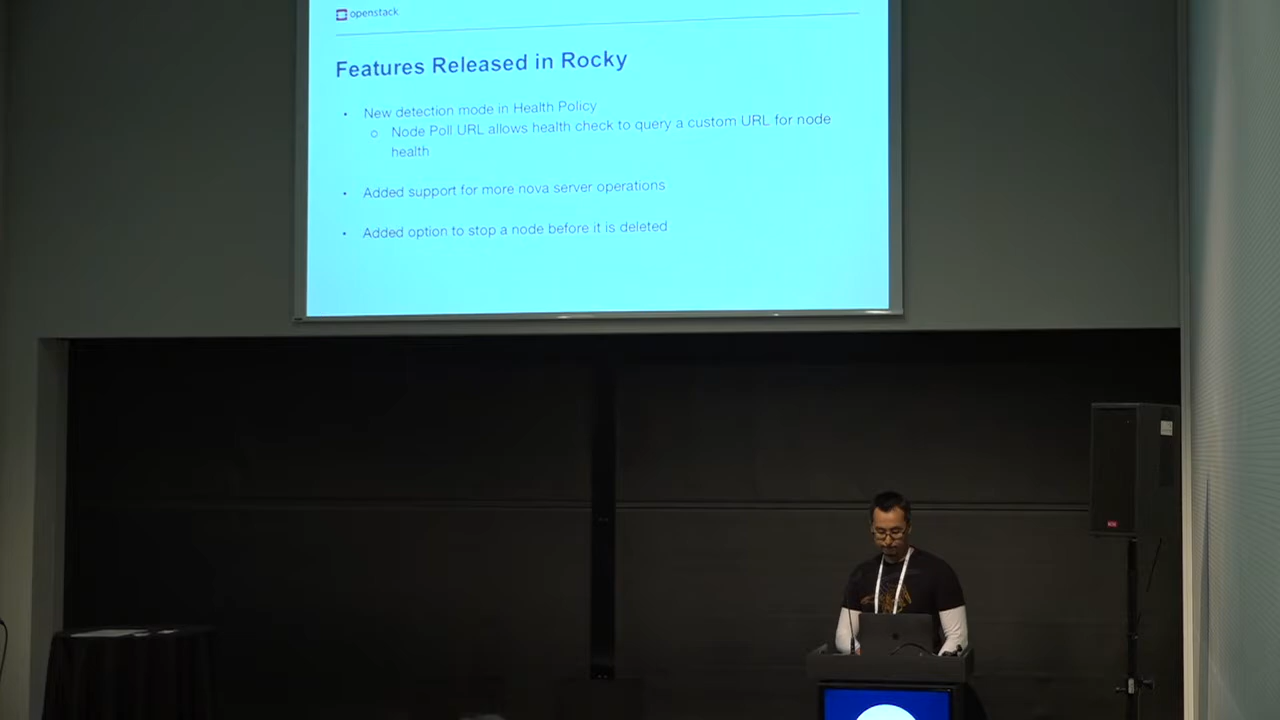 openstack.
Features Released in Rocky
• New detection mode in Health Policy
o Node Poll URL allows health check to query a custom URL for node
health
• Added support for more nova server operations
• Added option to stop a node before it is deleted